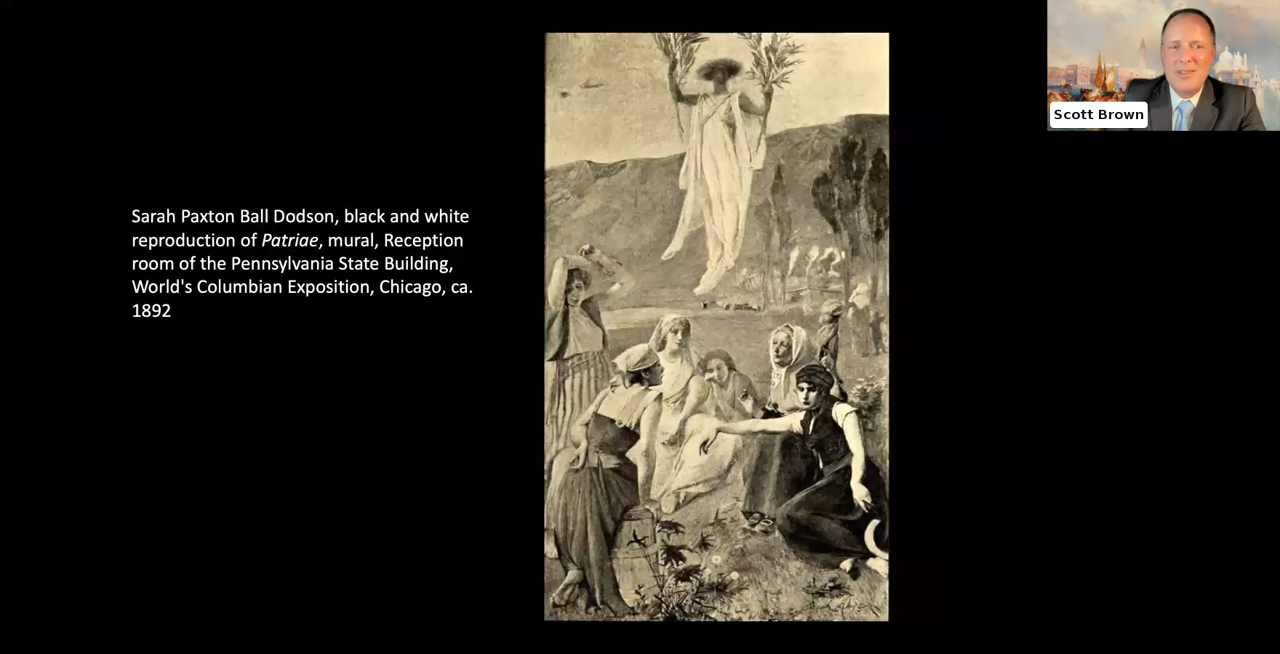 Sarah Paxton Ball Dodson, black and white
reproduction of Patriae, mural, Reception
room of the Pennsylvania State Building,
World's Columbian Exposition, Chicago, ca.
1892
Scott Brown